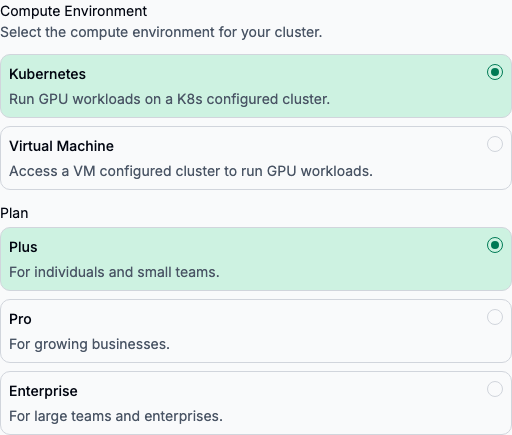 Compute Environment
Select the compute environment for your cluster.
Kubernetes
Run GPU workloads on a K8s configured cluster.
Virtual Machine
Access a VM configured cluster to run GPU workloads.
Plan
Plus
For individuals and small teams.
Pro
For growing businesses.
Enterprise
For large teams and enterprises.